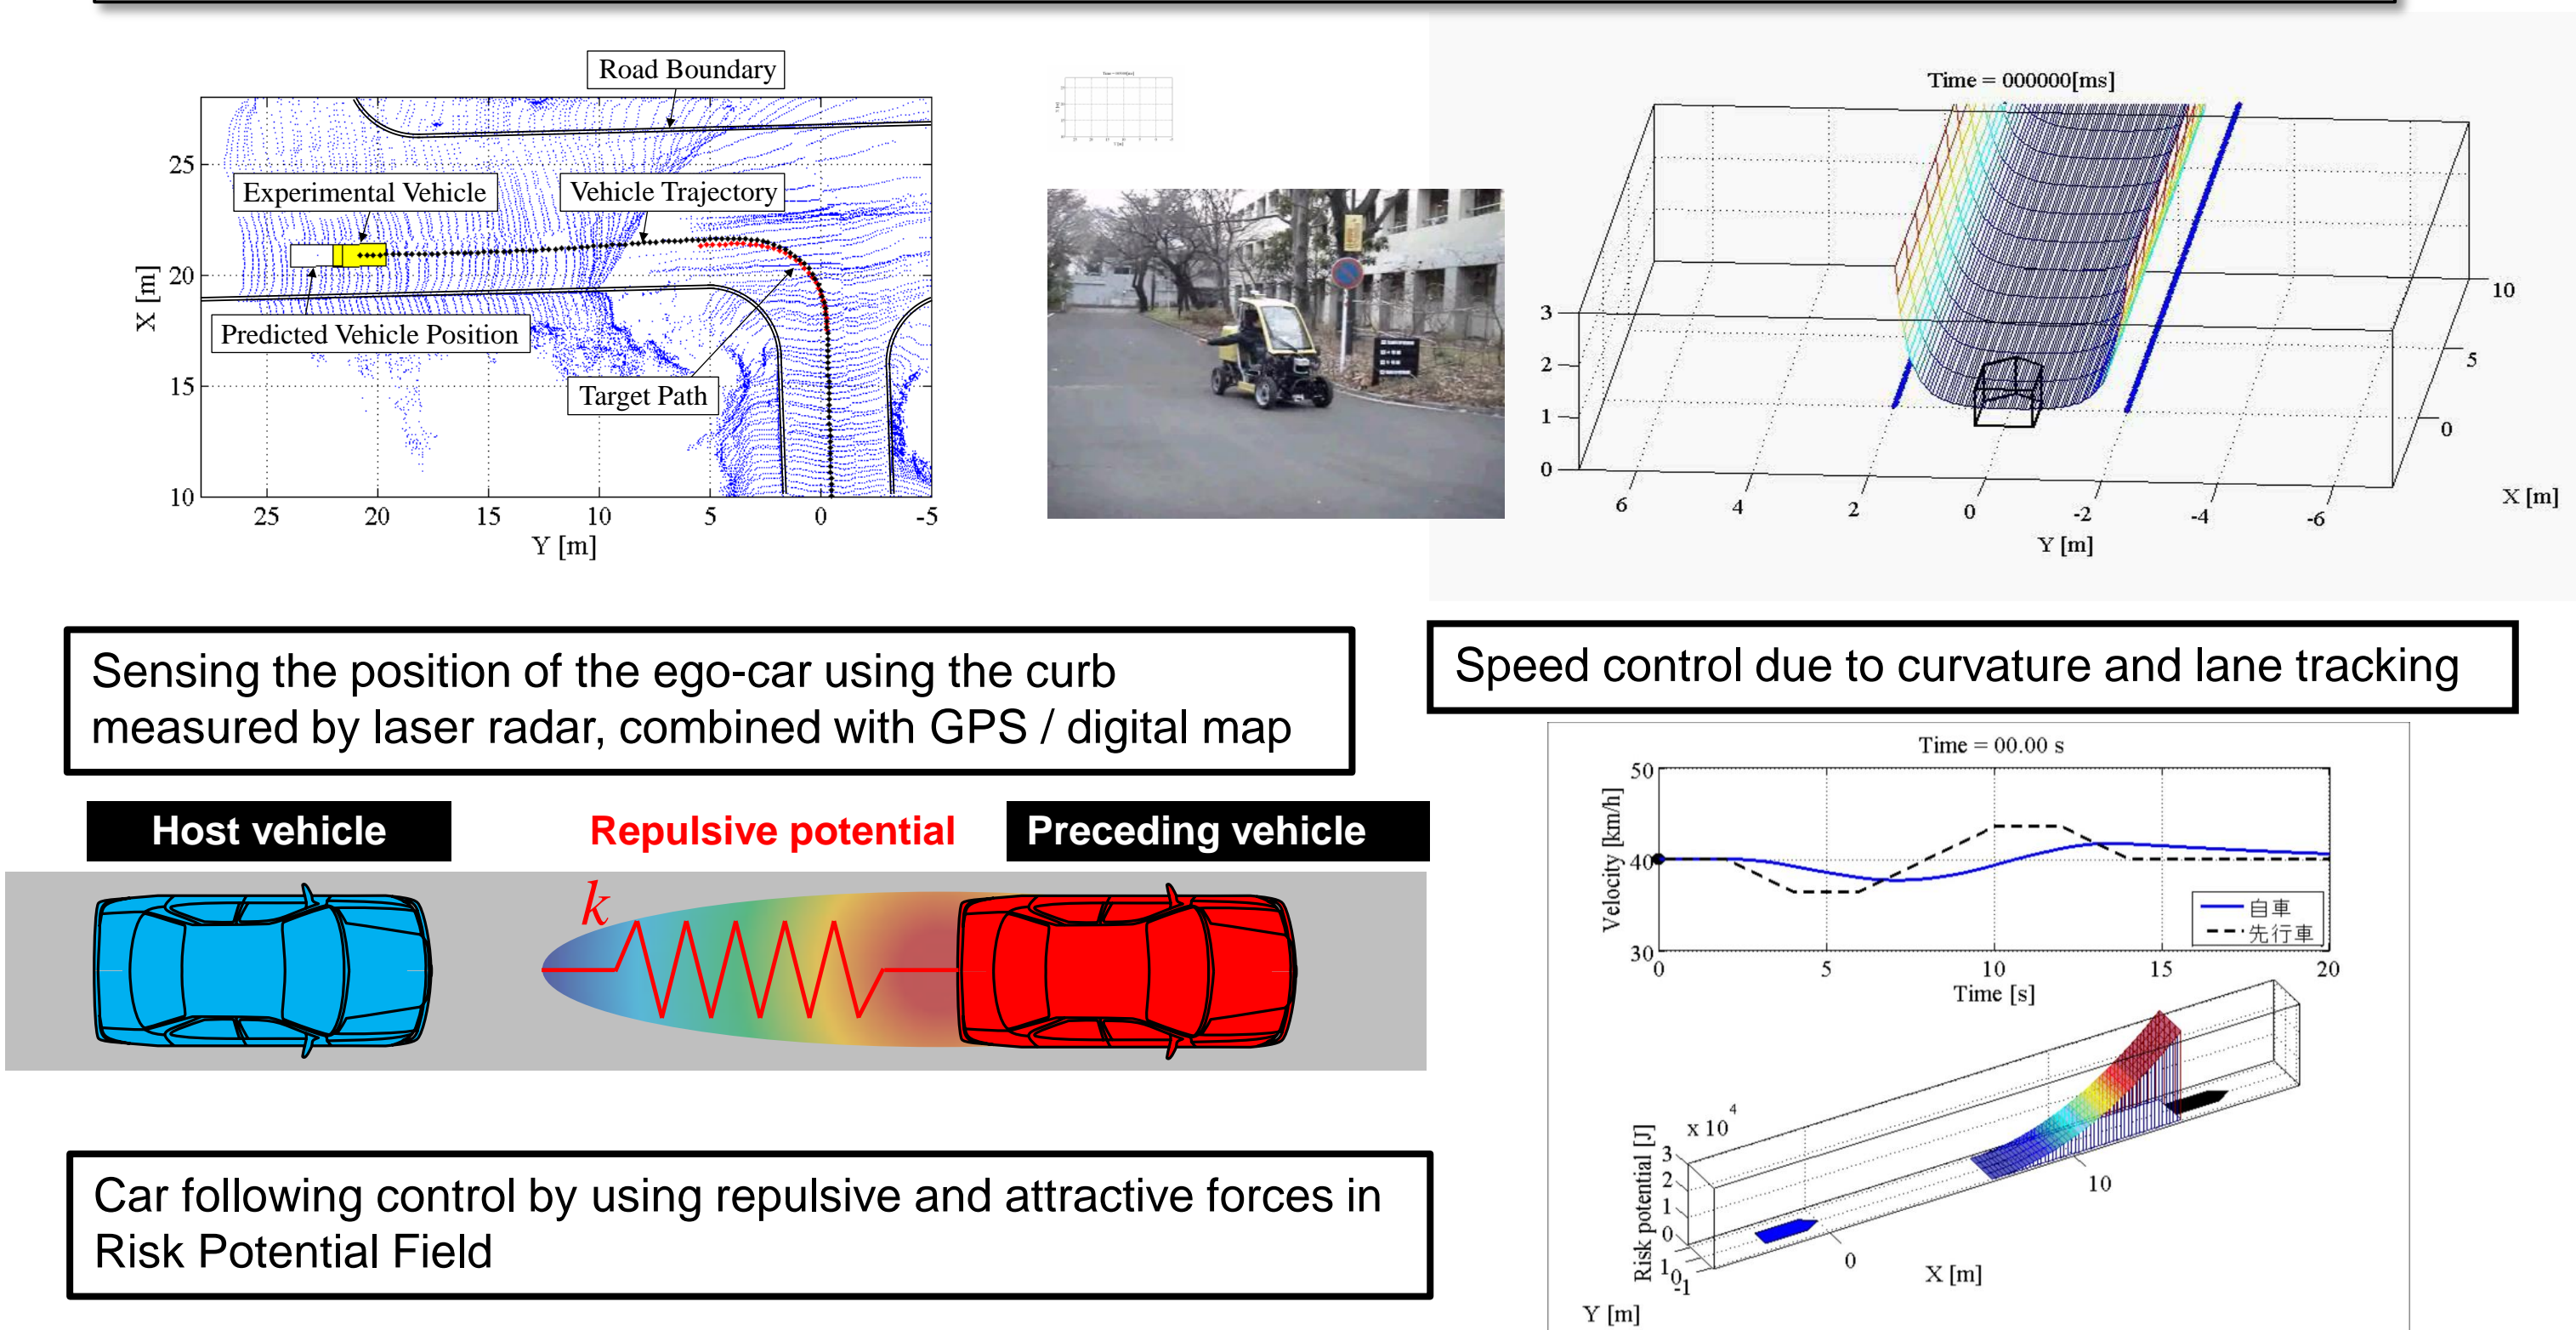 Road Boundary
Experimental Vehicle
Vehicle Trajectory
Predicted Vehicle Position
Target Path
X [m]
25
20
15
10
25
20
15
10
5
0
-5
Y [m]
Time = 000000[ms]
3
2
1
0
6
4
2
0
-2
-4
-6
Y [m]
10
5
0
X [m]
Sensing the position of the ego-car using the curb
measured by laser radar, combined with GPS / digital map
Speed control due to curvature and lane tracking
Host vehicle
Repulsive potential
Preceding vehicle
k
Car following control by using repulsive and attractive forces in
Risk Potential Field
Time = 00.00 s
Velocity [km/h]
50
40
30
0
5
10
15
20
Time [s]
自車
先行車
x 10
4
Risk potential [J]
3
2
1
0
1
0
-1
Y [m]
0
10
X [m]